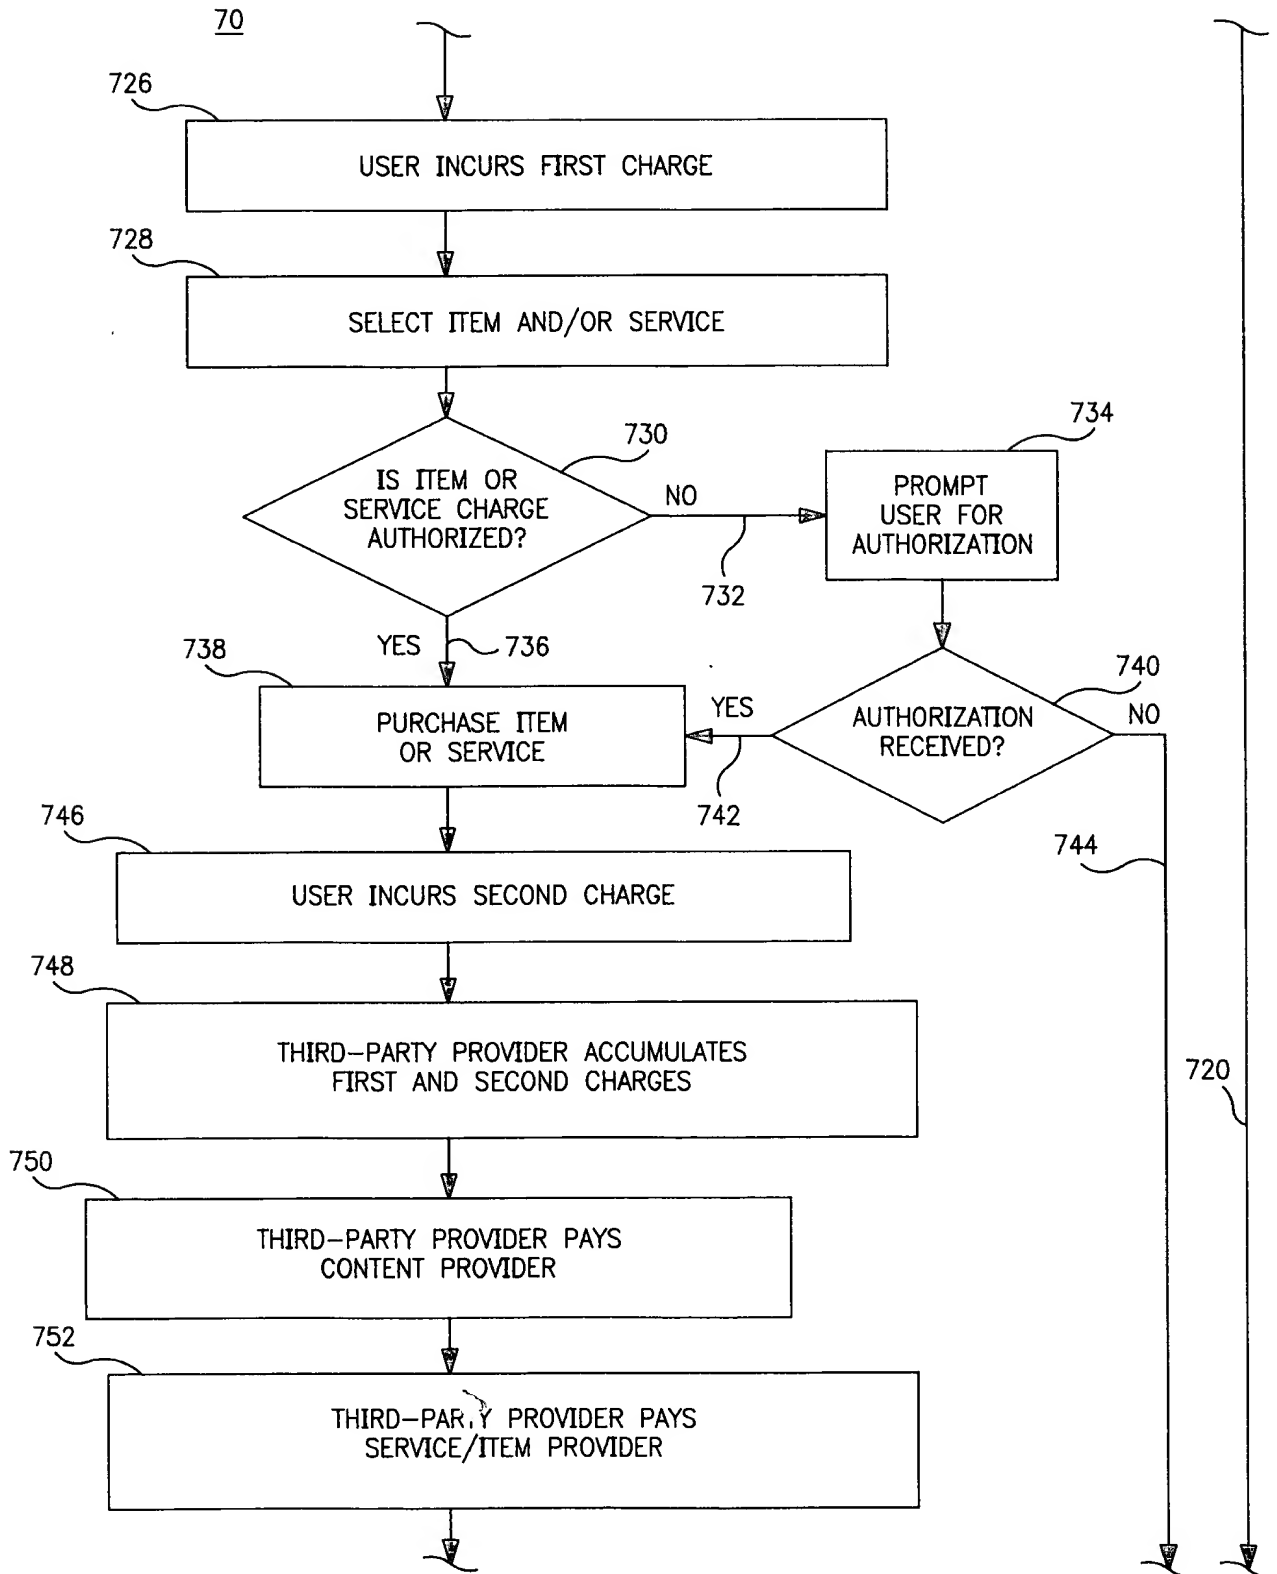 70
726
USER INCURS FIRST CHARGE
728
SELECT ITEM AND/OR SERVICE
730
IS ITEM OR
SERVICE CHARGE
AUTHORIZED?
NO
732
734
PROMPT
USER FOR
AUTHORIZATION
YES
736
738
PURCHASE ITEM
OR SERVICE
YES
742
740
AUTHORIZATION
RECEIVED?
NO
744
746
USER INCURS SECOND CHARGE
748
THIRD-PARTY PROVIDER ACCUMULATES
FIRST AND SECOND CHARGES
720
750
THIRD-PARTY PROVIDER PAYS
CONTENT PROVIDER
752
THIRD-PARTY PROVIDER PAYS
SERVICE/ITEM PROVIDER